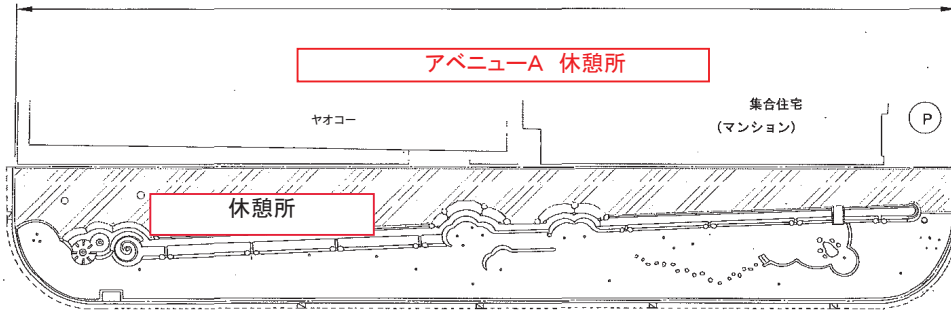 アベニューA 休憩所
集合住宅
ヤオコー
(マンション)
P
休憩所